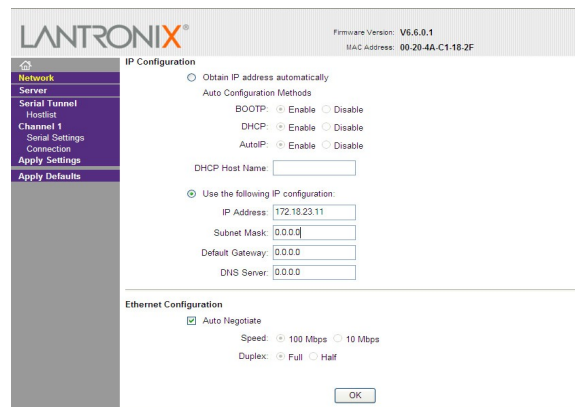 LANTRONIX®
Firmware Version: V6.6.0.1
MAC Address: 00-20-4A-C1-18-2F
Network
Server
Serial Tunnel
Hostlist
Channel 1
Serial Settings
Connection
Apply Settings
Apply Defaults
IP Configuration
Obtain IP address automatically
Auto Configuration Methods
BOOTP: Enable Disable
DHCP: Enable Disable
AutoIP: Enable Disable
DHCP Host Name:
Use the following IP configuration:
IP Address: 172.18.23.11
Subnet Mask: 0.0.0.0
Default Gateway: 0.0.0.0
DNS Server: 0.0.0.0
Ethernet Configuration
Auto Negotiate
Speed: 100 Mbps 10 Mbps
Duplex: Full Half
OK